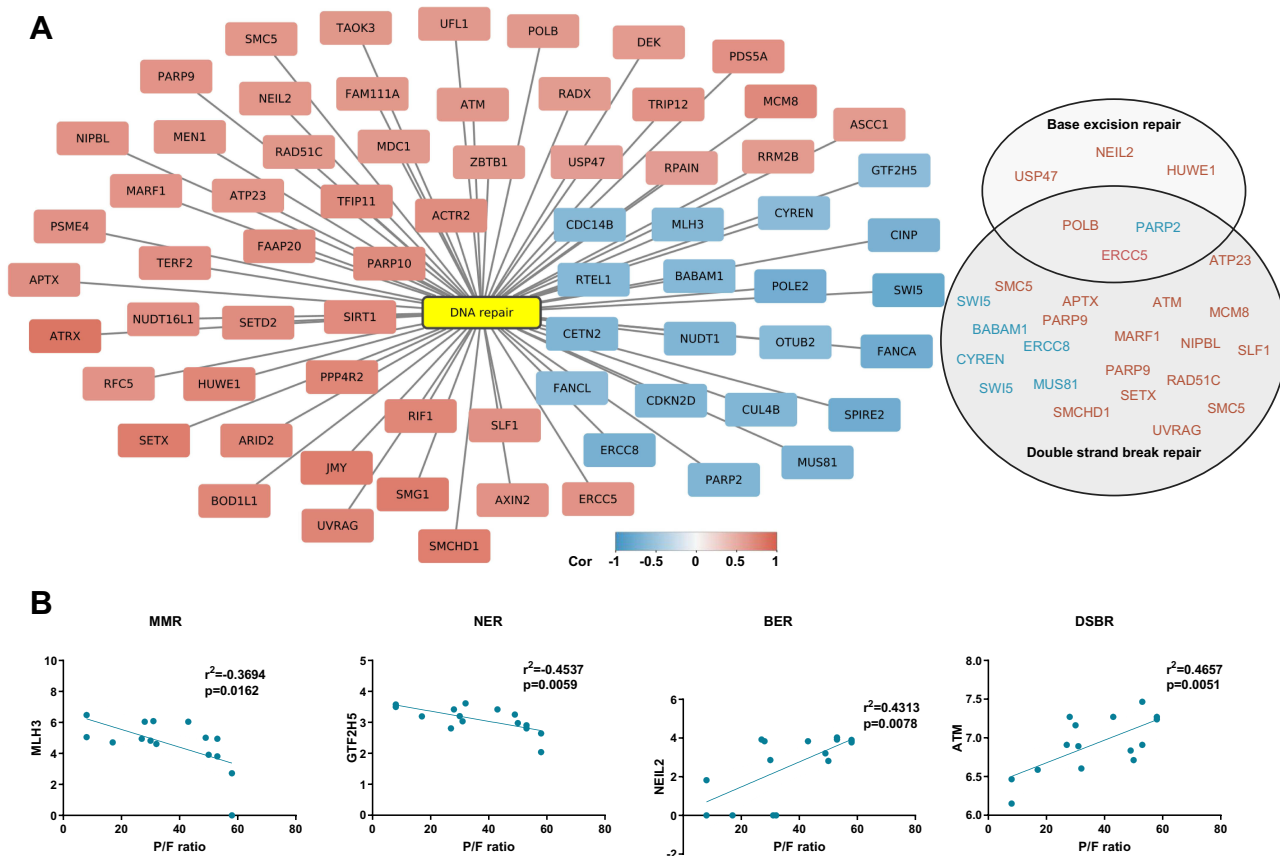 A
SMC5
TAOK3
UFL1
POLB
DEK
PDS5A
PARP9
NEIL2
FAM111A
ATM
RADX
TRIP12
MCM8
ASCC1
NIPBL
MEN1
RAD51C
MDC1
ZBTB1
USP47
RPAIN
RRM2B
GTF2H5
MARF1
ATP23
TFIP11
ACTR2
CDC14B
MLH3
CYREN
CINP
PSME4
TERF2
FAAP20
PARP10
RTEL1
BABAM1
POLE2
SWI5
APTX
NUDT16L1
SETD2
SIRT1
DNA repair
CETN2
NUDT1
OTUB2
FANCA
ATRX
RFC5
HUWE1
PPP4R2
FANCL
CDKN2D
CUL4B
SPIRE2
SETX
ARID2
RIF1
SLF1
ERCC8
MUS81
BOD1L1
JMY
SMG1
AXIN2
ERCC5
PARP2
UVRAG
SMCHD1
Cor
-1
-0.5
0
0.5
1
Base excision repair
NEIL2
USP47
HUWE1
POLB
PARP2
ERCC5
ATP23
SMC5
SWI5
APTX
ATM
MCM8
PARP9
BABAM1
MARF1
NIPBL
SLF1
ERCC8
CYREN
PARP9
RAD51C
SWI5
MUS81
SETX
SMC5
SMCHD1
UVRAG
Double strand break repair
B
MMR
r2=-0.3694
p=0.0162
MLH3
10
8
6
4
2
0
0
20
40
60
80
P/F ratio
NER
r2=-0.4537
p=0.0059
GTF2H5
5
4
3
2
1
0
0
20
40
60
80
P/F ratio
BER
r2=0.4313
p=0.0078
NEIL2
6
4
2
0
-2
20
40
60
80
P/F ratio
DSBR
r2=0.4657
p=0.0051
ATM
8.0
7.5
7.0
6.5
6.0
0
20
40
60
80
P/F ratio